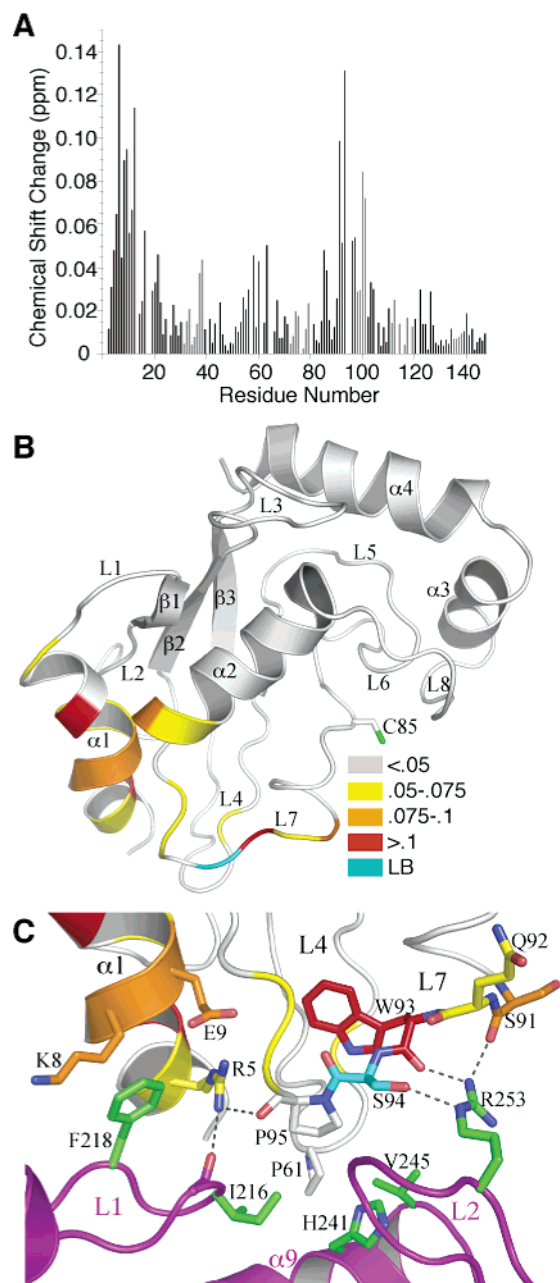 A
Chemical Shift Change (ppm)
0.14
0.12
0.10
0.08
0.06
0.04
0.02
0
20 40 60 80 100 120 140
Residue Number
B
L3
α4
L1
L5
β1
β3
α3
β2
L2
α2
L6
L8
α1
C85
L4
L7
<.05
.05-.075
.075-.1
>.1
LB
C
α1
L4
Q92
L7
W93
S91
E9
K8
R5
S94
R253
F218
P95
P61
V245
L1
I216
L2
H241
α9